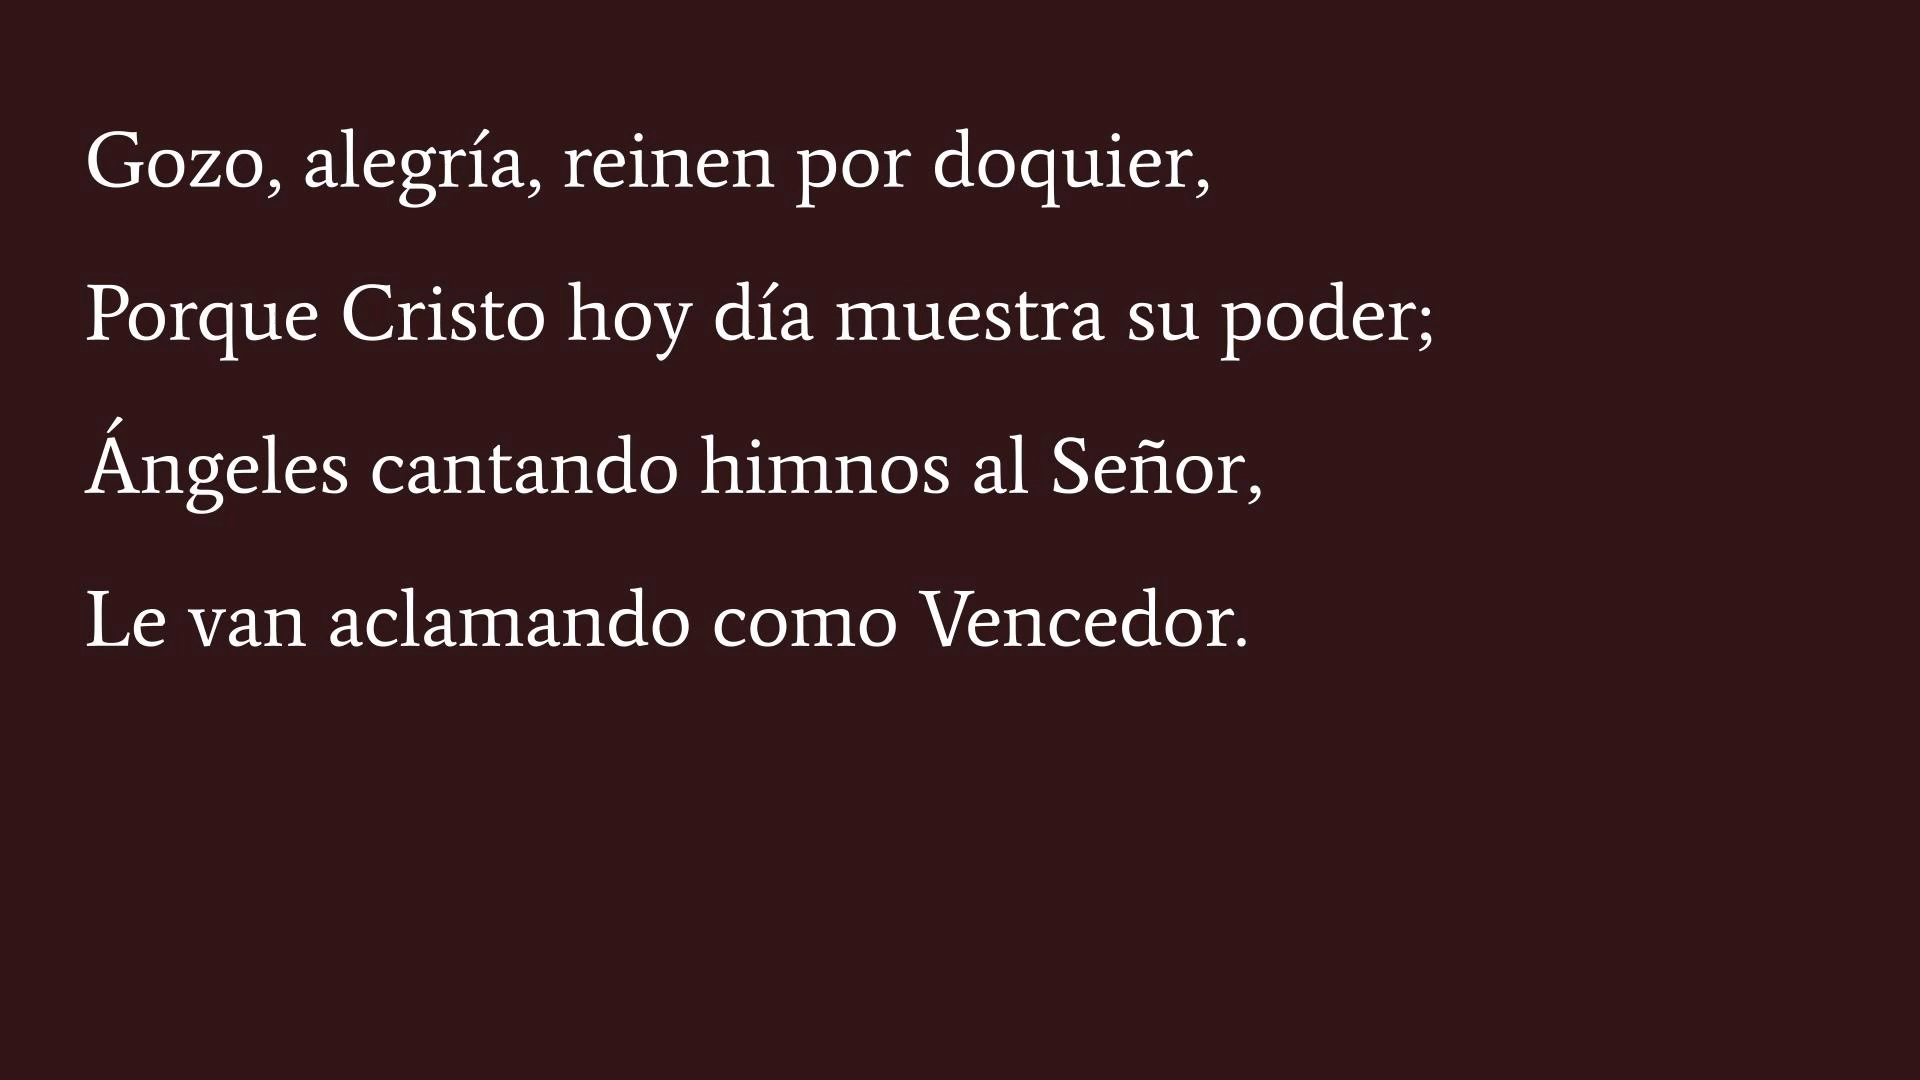 Gozo, alegría, reinen por doquier,
Porque Cristo hoy día muestra su poder;
Ángeles cantando himnos al Señor,
Le van aclamando como Vencedor.